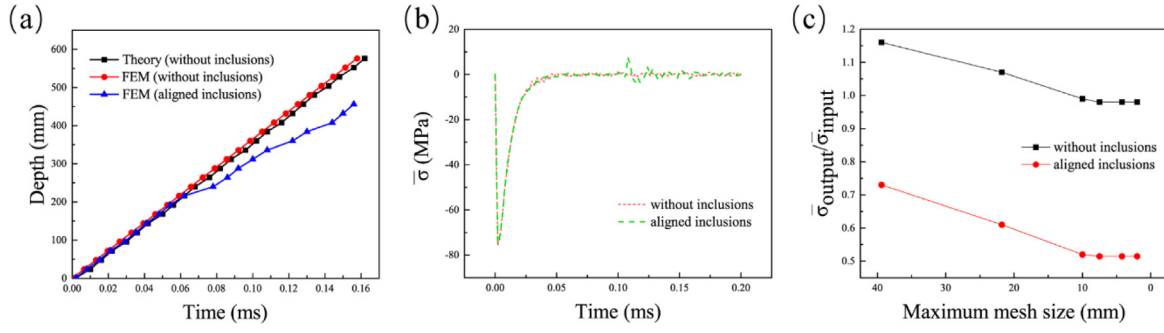 (a)
600
500
400
300
200
100
0
Depth (mm)
Theory (without inclusions)
FEM (without inclusions)
FEM (aligned inclusions)
0.00 0.02 0.04 0.06 0.08 0.10 0.12 0.14 0.16
Time (ms)
(b)
20
0
-20
-40
-60
-80
σ̅ (MPa)
without inclusions
aligned inclusions
0.00 0.05 0.10 0.15 0.20
Time (ms)
(c)
1.2
1.1
1.0
0.9
0.8
0.7
0.6
0.5
σ̅output/σ̅input
without inclusions
aligned inclusions
40 30 20 10 0
Maximum mesh size (mm)